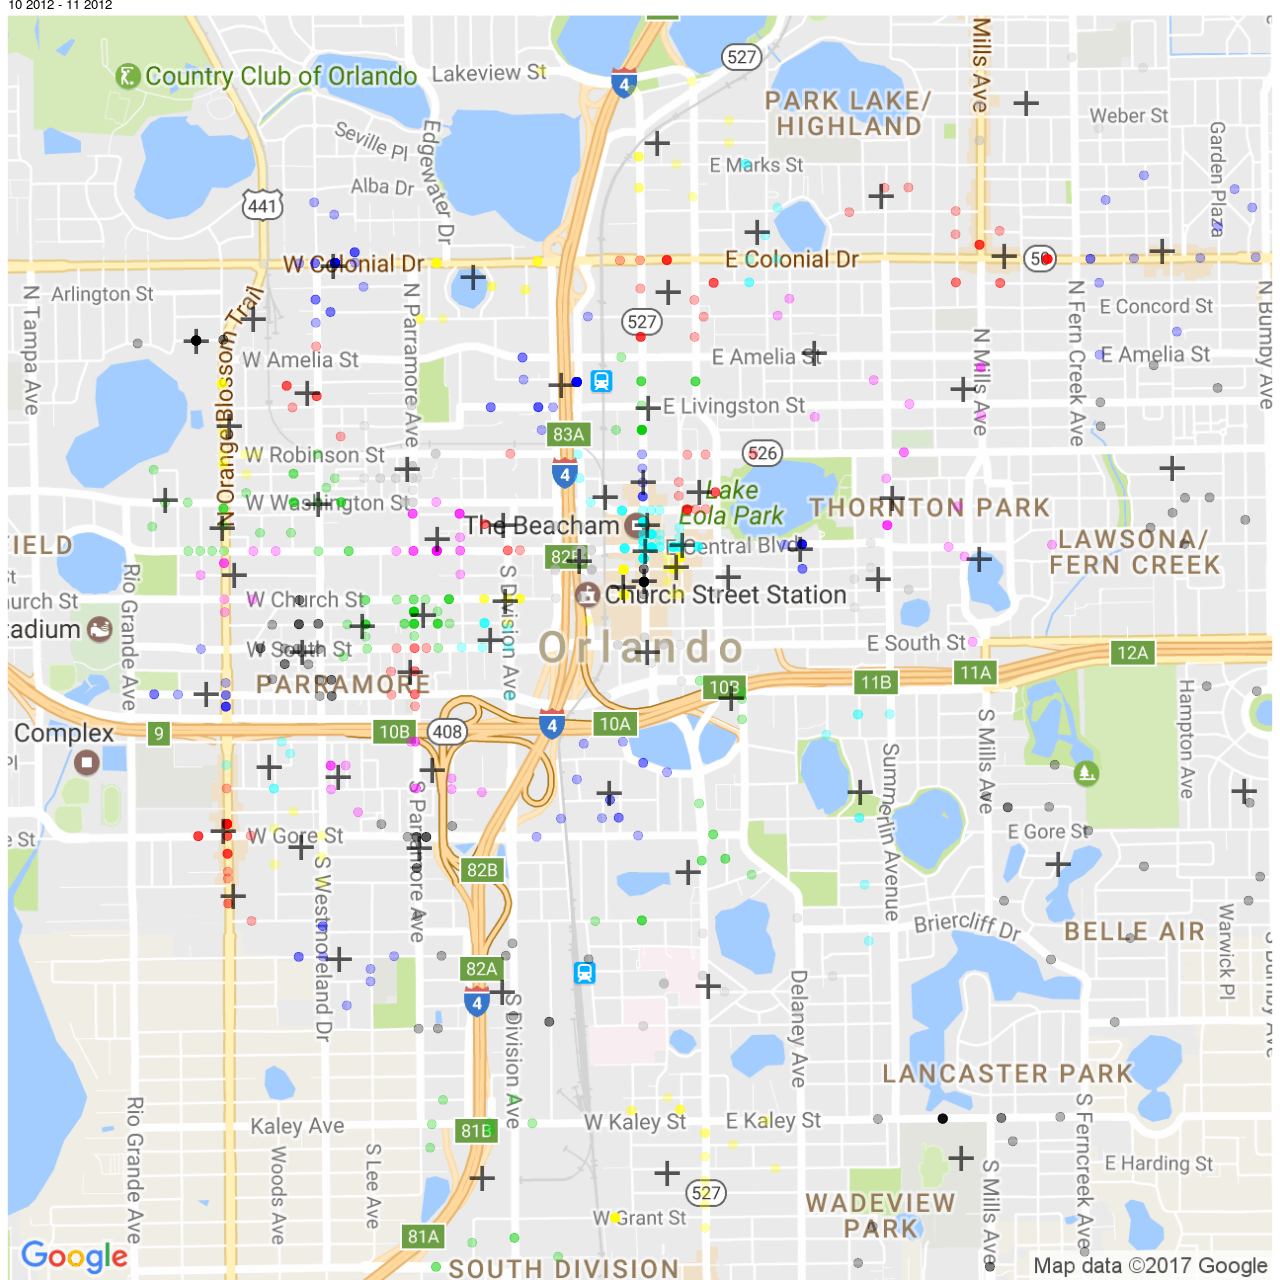 10 2012 - 11 2012
527
Mills Ave
4
Country Club of Orlando
Lakeview St
PARK LAKE/
HIGHLAND
Weber St
Seville Pl
Edgewater Dr
Garden Plaza
E Marks St
Alba Dr
441
W Colonial Dr
E Colonial Dr
50
Arlington St
N Tampa Ave
N Parramore Ave
N Fern Creek Ave
N Bumby Ave
E Concord St
527
W Amelia St
E Amelia St
E Amelia St
N Mills Ave
N Orange Blossom Trail
E Livingston St
83A
W Robinson St
526
4
W Washington St
Lake
Eola Park
THORNTON PARK
The Beacham
FIELD
E Central Blvd
LAWSONA/
FERN CREEK
82B
Rio Grande Ave
S Division Ave
W Church St
Church Street Station
Orlando
E South St
W South St
12A
11A
11B
PARRAMORE
10B
S Mills Ave
Hampton Ave
4
10A
9
10B
408
Complex
Pl
Summerlin Avenue
S Parramore Ave
W Gore St
E Gore St
e St
S Westmoreland Dr
82B
Briercliff Dr
BELLE AIR
Warwick Pl
S Bumby Ave
82A
4
Delaney Ave
S Division Ave
LANCASTER PARK
Rio Grande Ave
Kaley Ave
81B
W Kaley St
E Kaley St
S Ferncreek Ave
Woods Ave
S Lee Ave
E Harding St
S Mills Ave
527
WADEVIEW
PARK
W Grant St
81A
Google
SOUTH DIVISION
Map data ©2017 Google